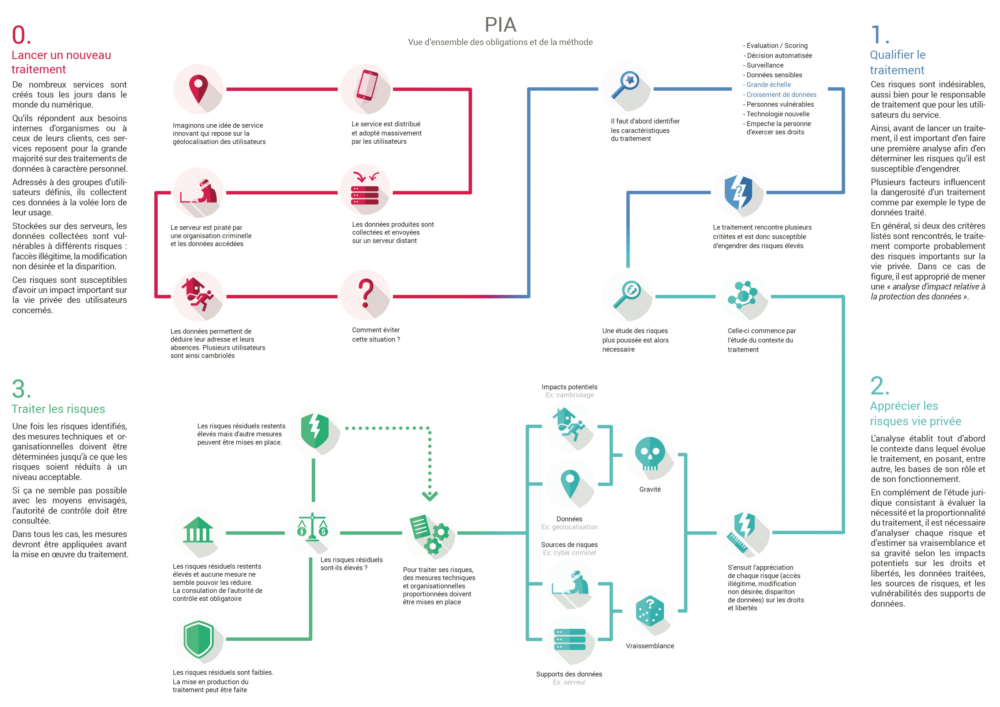 PIA
Vue d’ensemble des obligations et de la méthode
0.
Lancer un nouveau
traitement
De nombreux services sont
créés tous les jours dans le
monde du numérique.
Qu’ils répondent aux besoins
internes d’organismes ou à
ceux de leurs clients, ces ser-
vices reposent pour la grande
majorité sur des traitements de
données à caractère personnel.
Adressés à des groupes d'utili-
sateurs définis, ils collectent
ces données à la volée lors de
leur usage.
Stockées sur des serveurs, les
données collectées sont vul-
nérables à différents risques :
l'accès illégitime, la modification
non désirée et la disparition.
Ces risques sont susceptibles
d'avoir un impact important sur
la vie privée des utilisateurs
concernés.
Imaginons une idée de service
innovant qui repose sur la
géolocalisation des utilisateurs
Le service est distribué
et adopté massivement
par les utilisateurs
Les données produites sont
collectées et envoyées
sur un serveur distant
Le serveur est piraté par
une organisation criminelle
et les données accédées
Les données permettent de
déduire leur adresse et leurs
absences. Plusieurs utilisateurs
sont ainsi cambriolés
Comment éviter
cette situation ?
1.
Qualifier le
traitement
Ces risques sont indésirables,
aussi bien pour le responsable
de traitement que pour les utili-
sateurs du service.
Ainsi, avant de lancer un traite-
ment, il est important d'en faire
une première analyse afin d'en
déterminer les risques qu’il est
susceptible d’engendrer.
Plusieurs facteurs influencent
la dangerosité d'un traitement
comme par exemple le type de
données traité.
En général, si deux des critères
listés sont rencontrés, le traite-
ment comporte probablement
des risques importants sur la
vie privée. Dans ce cas de
figure, il est approprié de mener
une « analyse d'impact relative à
la protection des données ».
Il faut d’abord identifier
les caractéristiques
du traitement
- Évaluation / Scoring
- Décision automatisée
- Surveillance
- Données sensibles
- Grande échelle
- Croisement de données
- Personnes vulnérables
- Technologie nouvelle
- Empeche la personne
d’exercer ses droits
?
Le traitement rencontre plusieurs
critètes et est donc susceptible
d’engendrer des risques élevés
Une étude des risques
plus poussée est alors
nécessaire
Celle-ci commence par
l’étude du contexte du
traitement
2.
Apprécier les
risques vie privée
L'analyse établit tout d’abord
le contexte dans lequel évolue
le traitement, en posant, entre
autre, les bases de son rôle et
de son fonctionnement.
En complément de l’étude juri-
dique consistant à évaluer la
nécessité et la proportionnalité
du traitement, il est nécessaire
d’analyser chaque risque et
d’estimer sa vraisemblance et
sa gravité selon les impacts
potentiels sur les droits et
libertés, les données traitées,
les sources de risques, et les
vulnérabilités des supports de
données.
S’ensuit l’appréciation
de chaque risque (accès
illégitime, modification
non désirée, dispariton
de données) sur les droits
et libertés
Gravité
?
Vraissemblance
Impacts potentiels
Ex: cambriolage
Données
Ex: géolocalisation
Sources de risques
Ex: cyber criminel
Supports des données
Ex: serveur
3.
Traiter les risques
Une fois les risques identifiés,
des mesures techniques et or-
ganisationnelles doivent être
déterminées jusqu’à ce que les
risques soient réduits à un
niveau acceptable.
Si ça ne semble pas possible
avec les moyens envisagés,
l’autorité de contrôle doit être
consultée.
Dans tous les cas, les mesures
devront être appliquées avant
la mise en œuvre du traitement.
Pour traiter ses risques,
des mesures techniques
et organisationnelles
proportionnées doivent
être mises en place
$
Les risques résiduels
sont-ils élevés ?
Les risques résiduels restents
élevés mais d’autre mesures
peuvent être mises en place.
Les risques résiduels restents
élevés et aucune mesure ne
semble pouvoir les réduire.
La consulation de l’autorité de
contrôle est obligatoire
Les risques résiduels sont faibles.
La mise en production du
traitement peut être faite